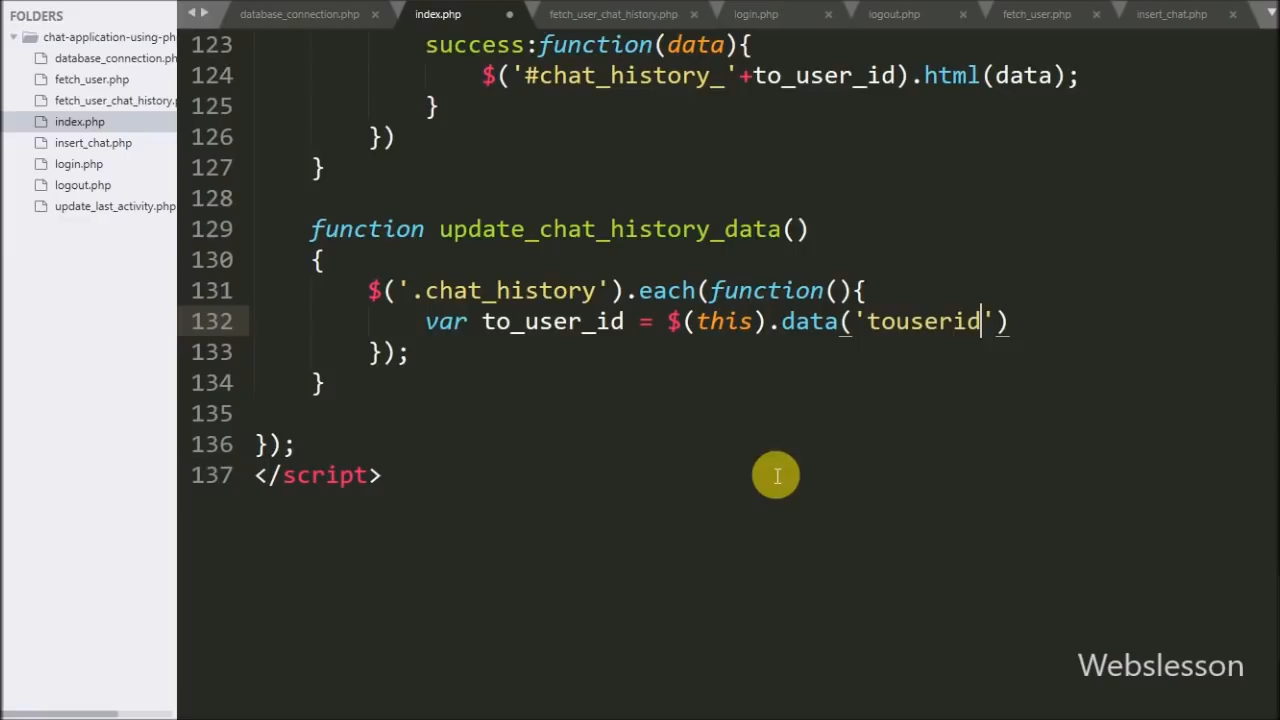 FOLDERS
chat-application-using-ph
database_connection.ph
fetch_user.php
fetch_user_chat_history.p
index.php
insert_chat.php
login.php
logout.php
update_last_activity.php
database_connection.php × index.php • fetch_user_chat_history.php × login.php × logout.php × fetch_user.php × insert_chat.php ×
123 success:function(data){
124 $('#chat_history_'+to_user_id).html(data);
125 }
126 })
127 }
128
129 function update_chat_history_data()
130 {
131 $('.chat_history').each(function(){
132 var to_user_id = $(this).data('touserid')
133 });
134 }
135
136 });
137 </script>
Webslesson